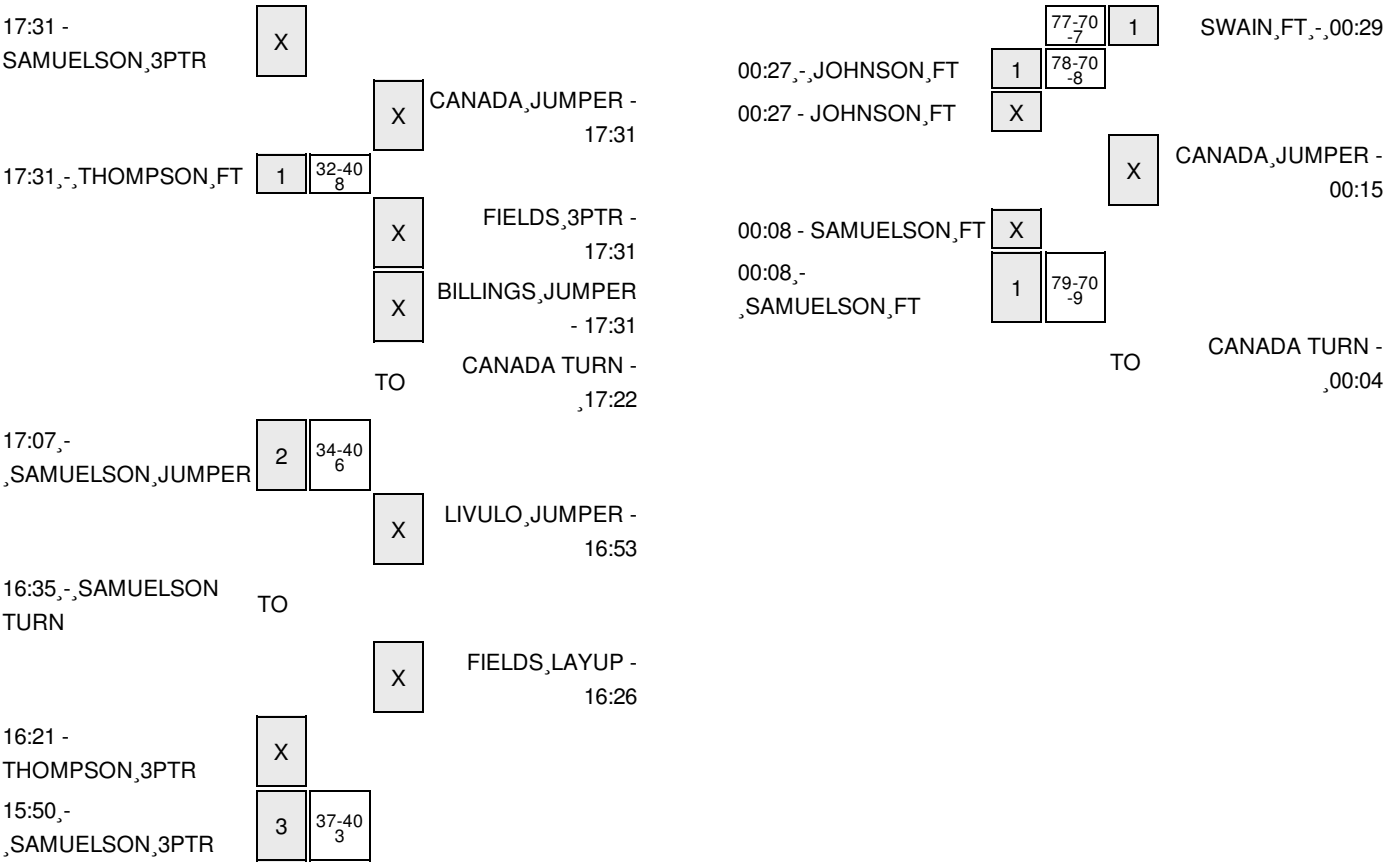 17:31 -
SAMUELSON¸3PTR
X
X
CANADA¸JUMPER -
17:31
17:31¸-¸THOMPSON¸FT
1
32-40
8
X
FIELDS¸3PTR -
17:31
X
BILLINGS¸JUMPER
- 17:31
TO
CANADA TURN -
¸17:22
17:07¸-
¸SAMUELSON¸JUMPER
2
34-40
6
X
LIVULO¸JUMPER -
16:53
16:35¸-¸SAMUELSON
TURN
TO
X
FIELDS¸LAYUP -
16:26
16:21 -
THOMPSON¸3PTR
X
15:50¸-
¸SAMUELSON¸3PTR
3
37-40
3
77-70
-7
1
SWAIN¸FT¸-¸00:29
00:27¸-¸JOHNSON¸FT
1
78-70
-8
00:27 - JOHNSON¸FT
X
X
CANADA¸JUMPER -
00:15
00:08 - SAMUELSON¸FT
X
00:08¸-
¸SAMUELSON¸FT
1
79-70
-9
TO
CANADA TURN -
¸00:04